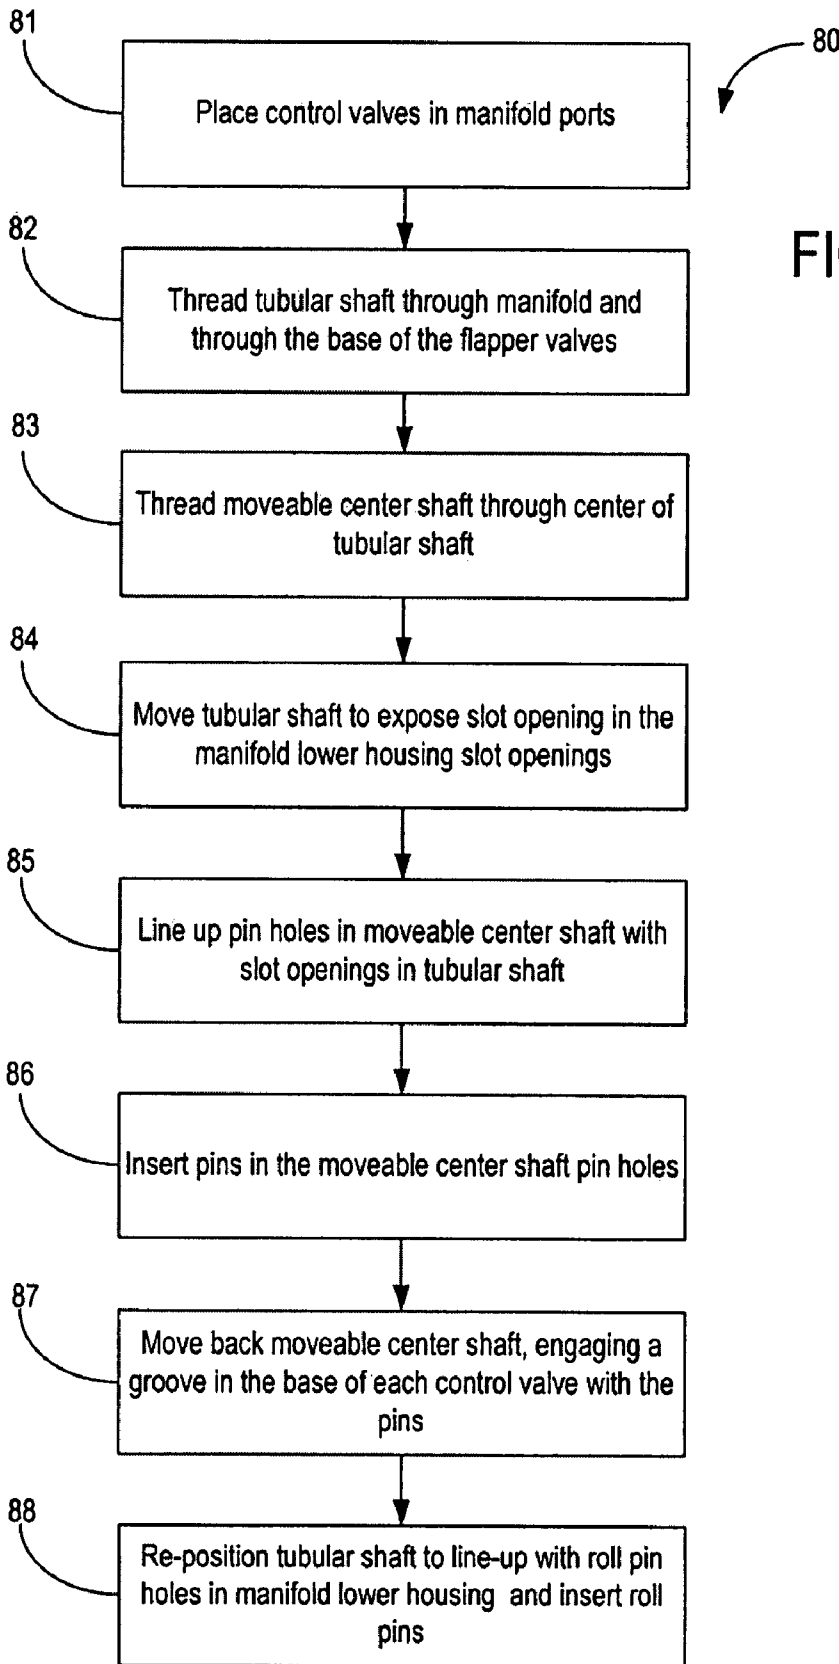 81
80
Place control valves in manifold ports
82
FI
Thread tubular shaft through manifold and
through the base of the flapper valves
83
Thread moveable center shaft through center of
tubular shaft
84
Move tubular shaft to expose slot opening in the
manifold lower housing slot openings
85
Line up pin holes in moveable center shaft with
slot openings in tubular shaft
86
Insert pins in the moveable center shaft pin holes
87
Move back moveable center shaft, engaging a
groove in the base of each control valve with the
pins
88
Re-position tubular shaft to line-up with roll pin
holes in manifold lower housing and insert roll
pins